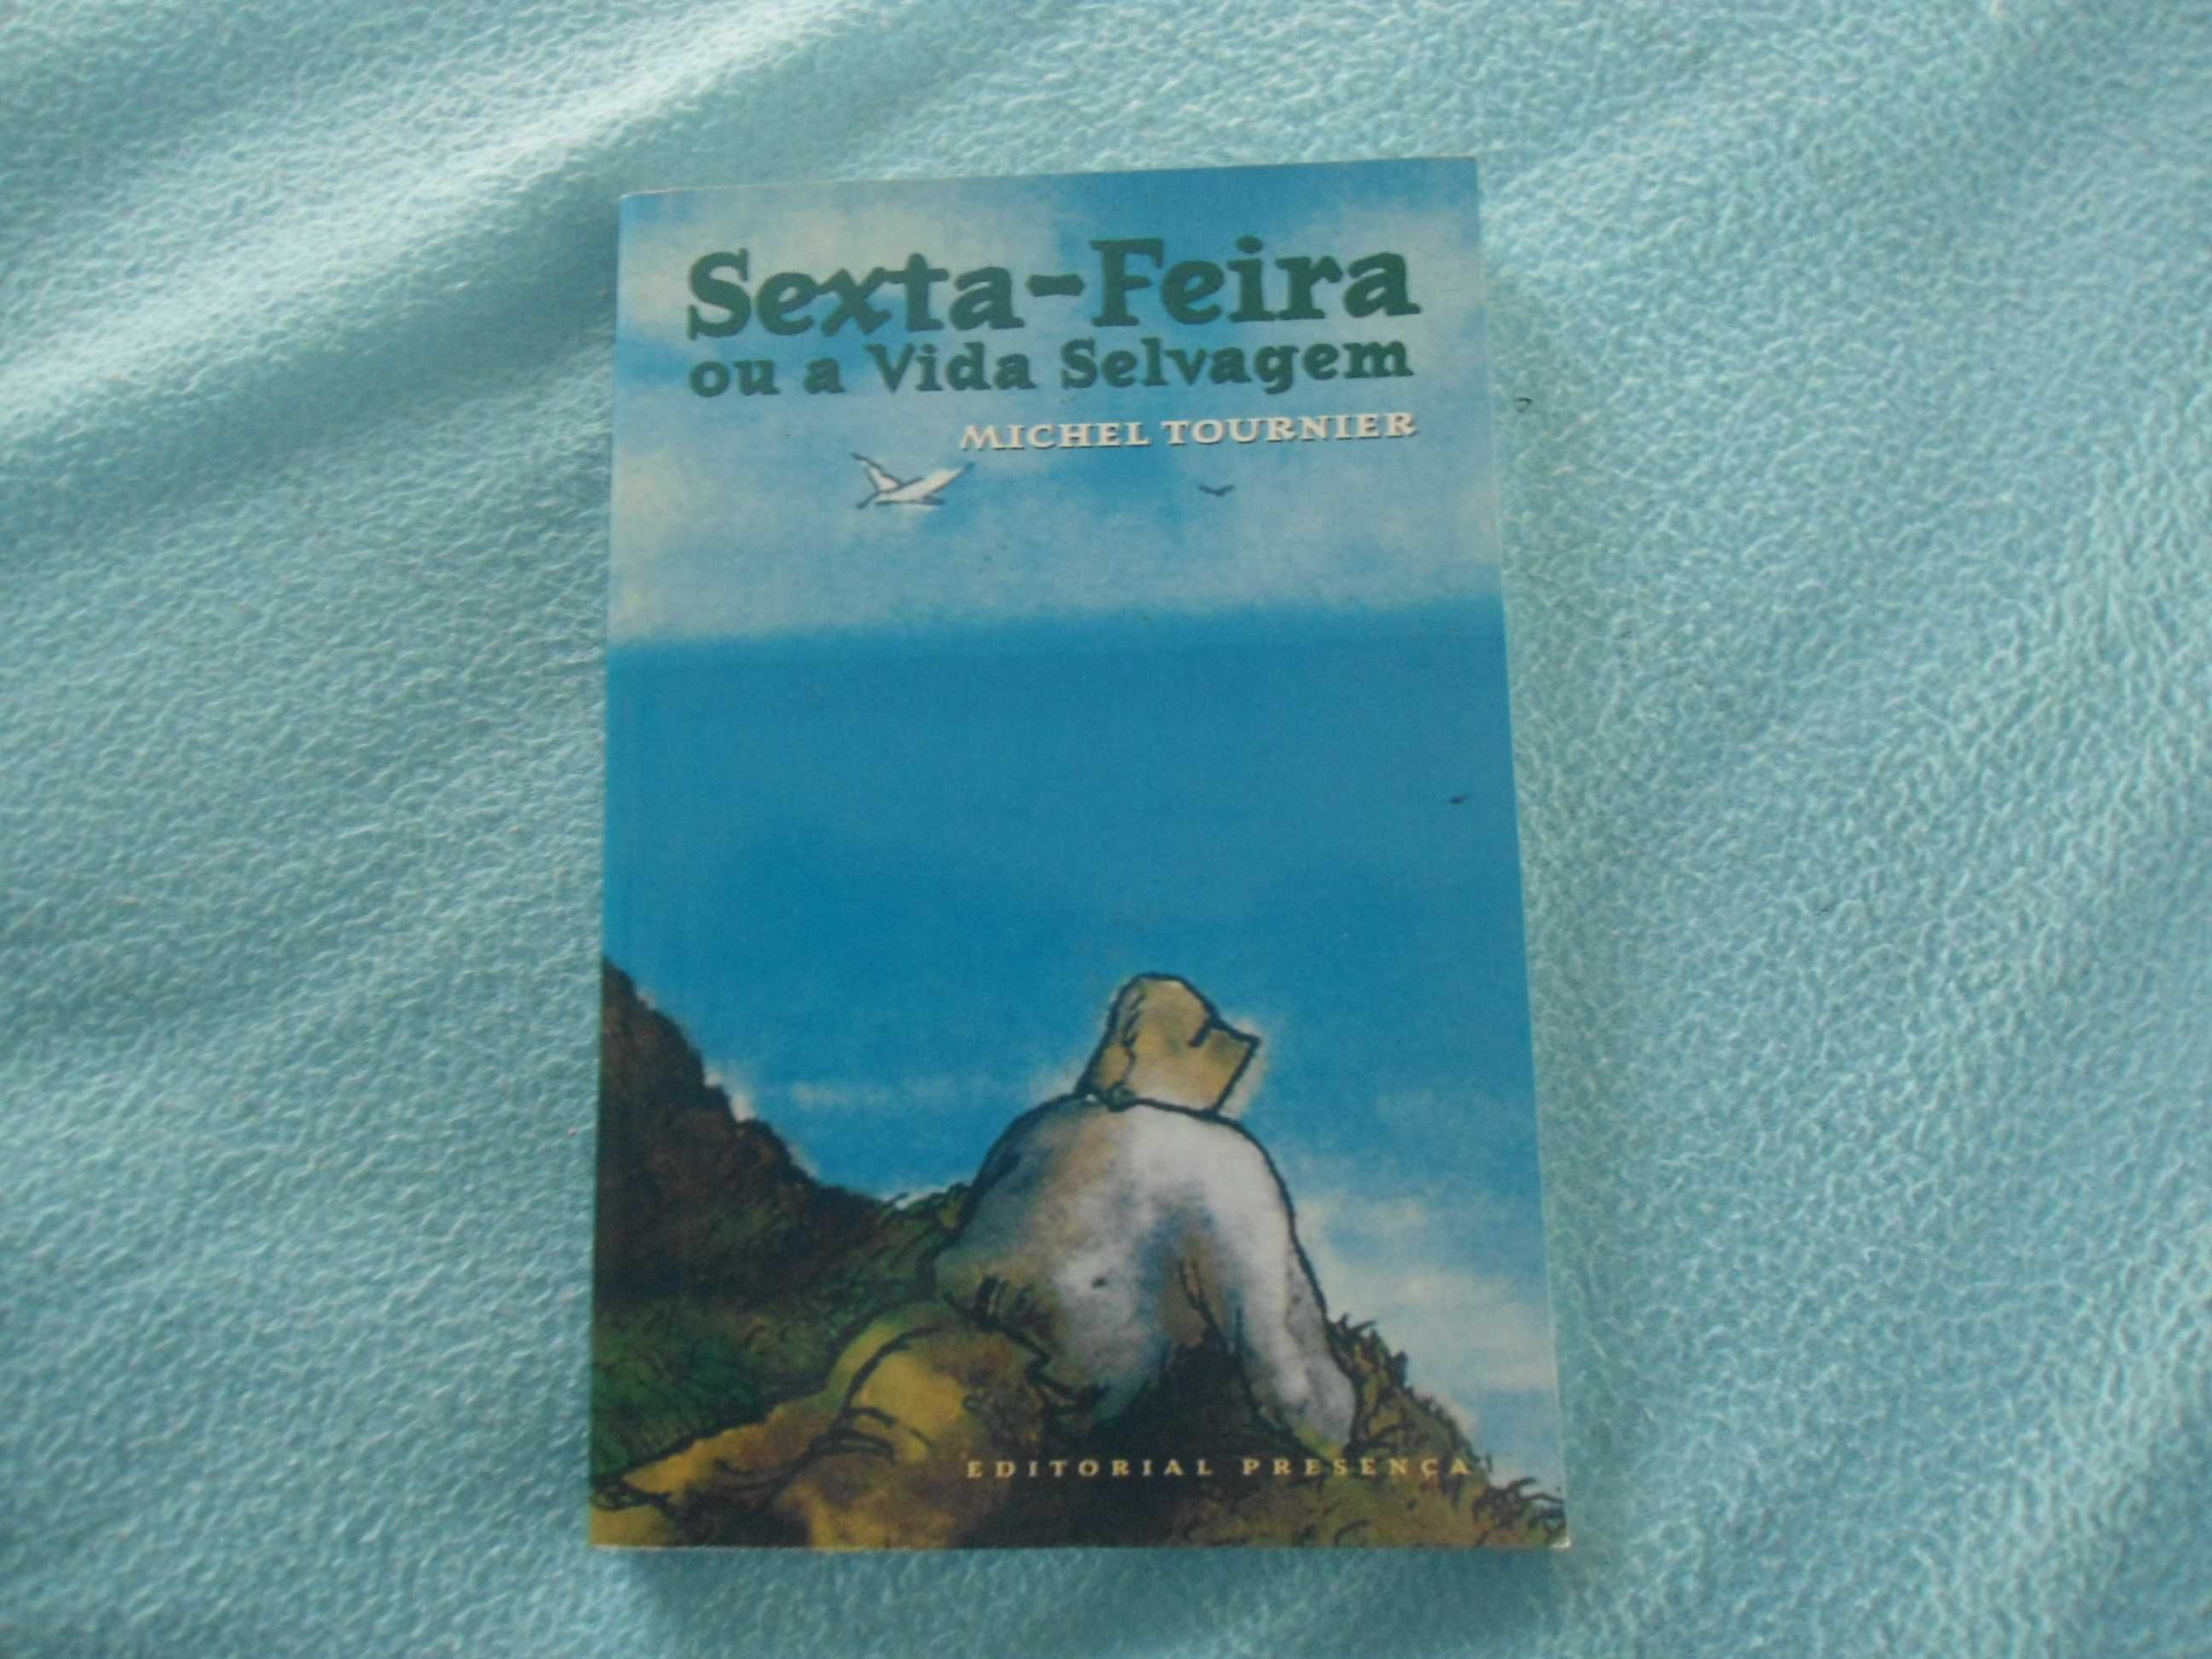 Sexta-Feira
ou a Vida Selvagem
MICHEL TOURNIER
EDITORIAL PRESENÇA